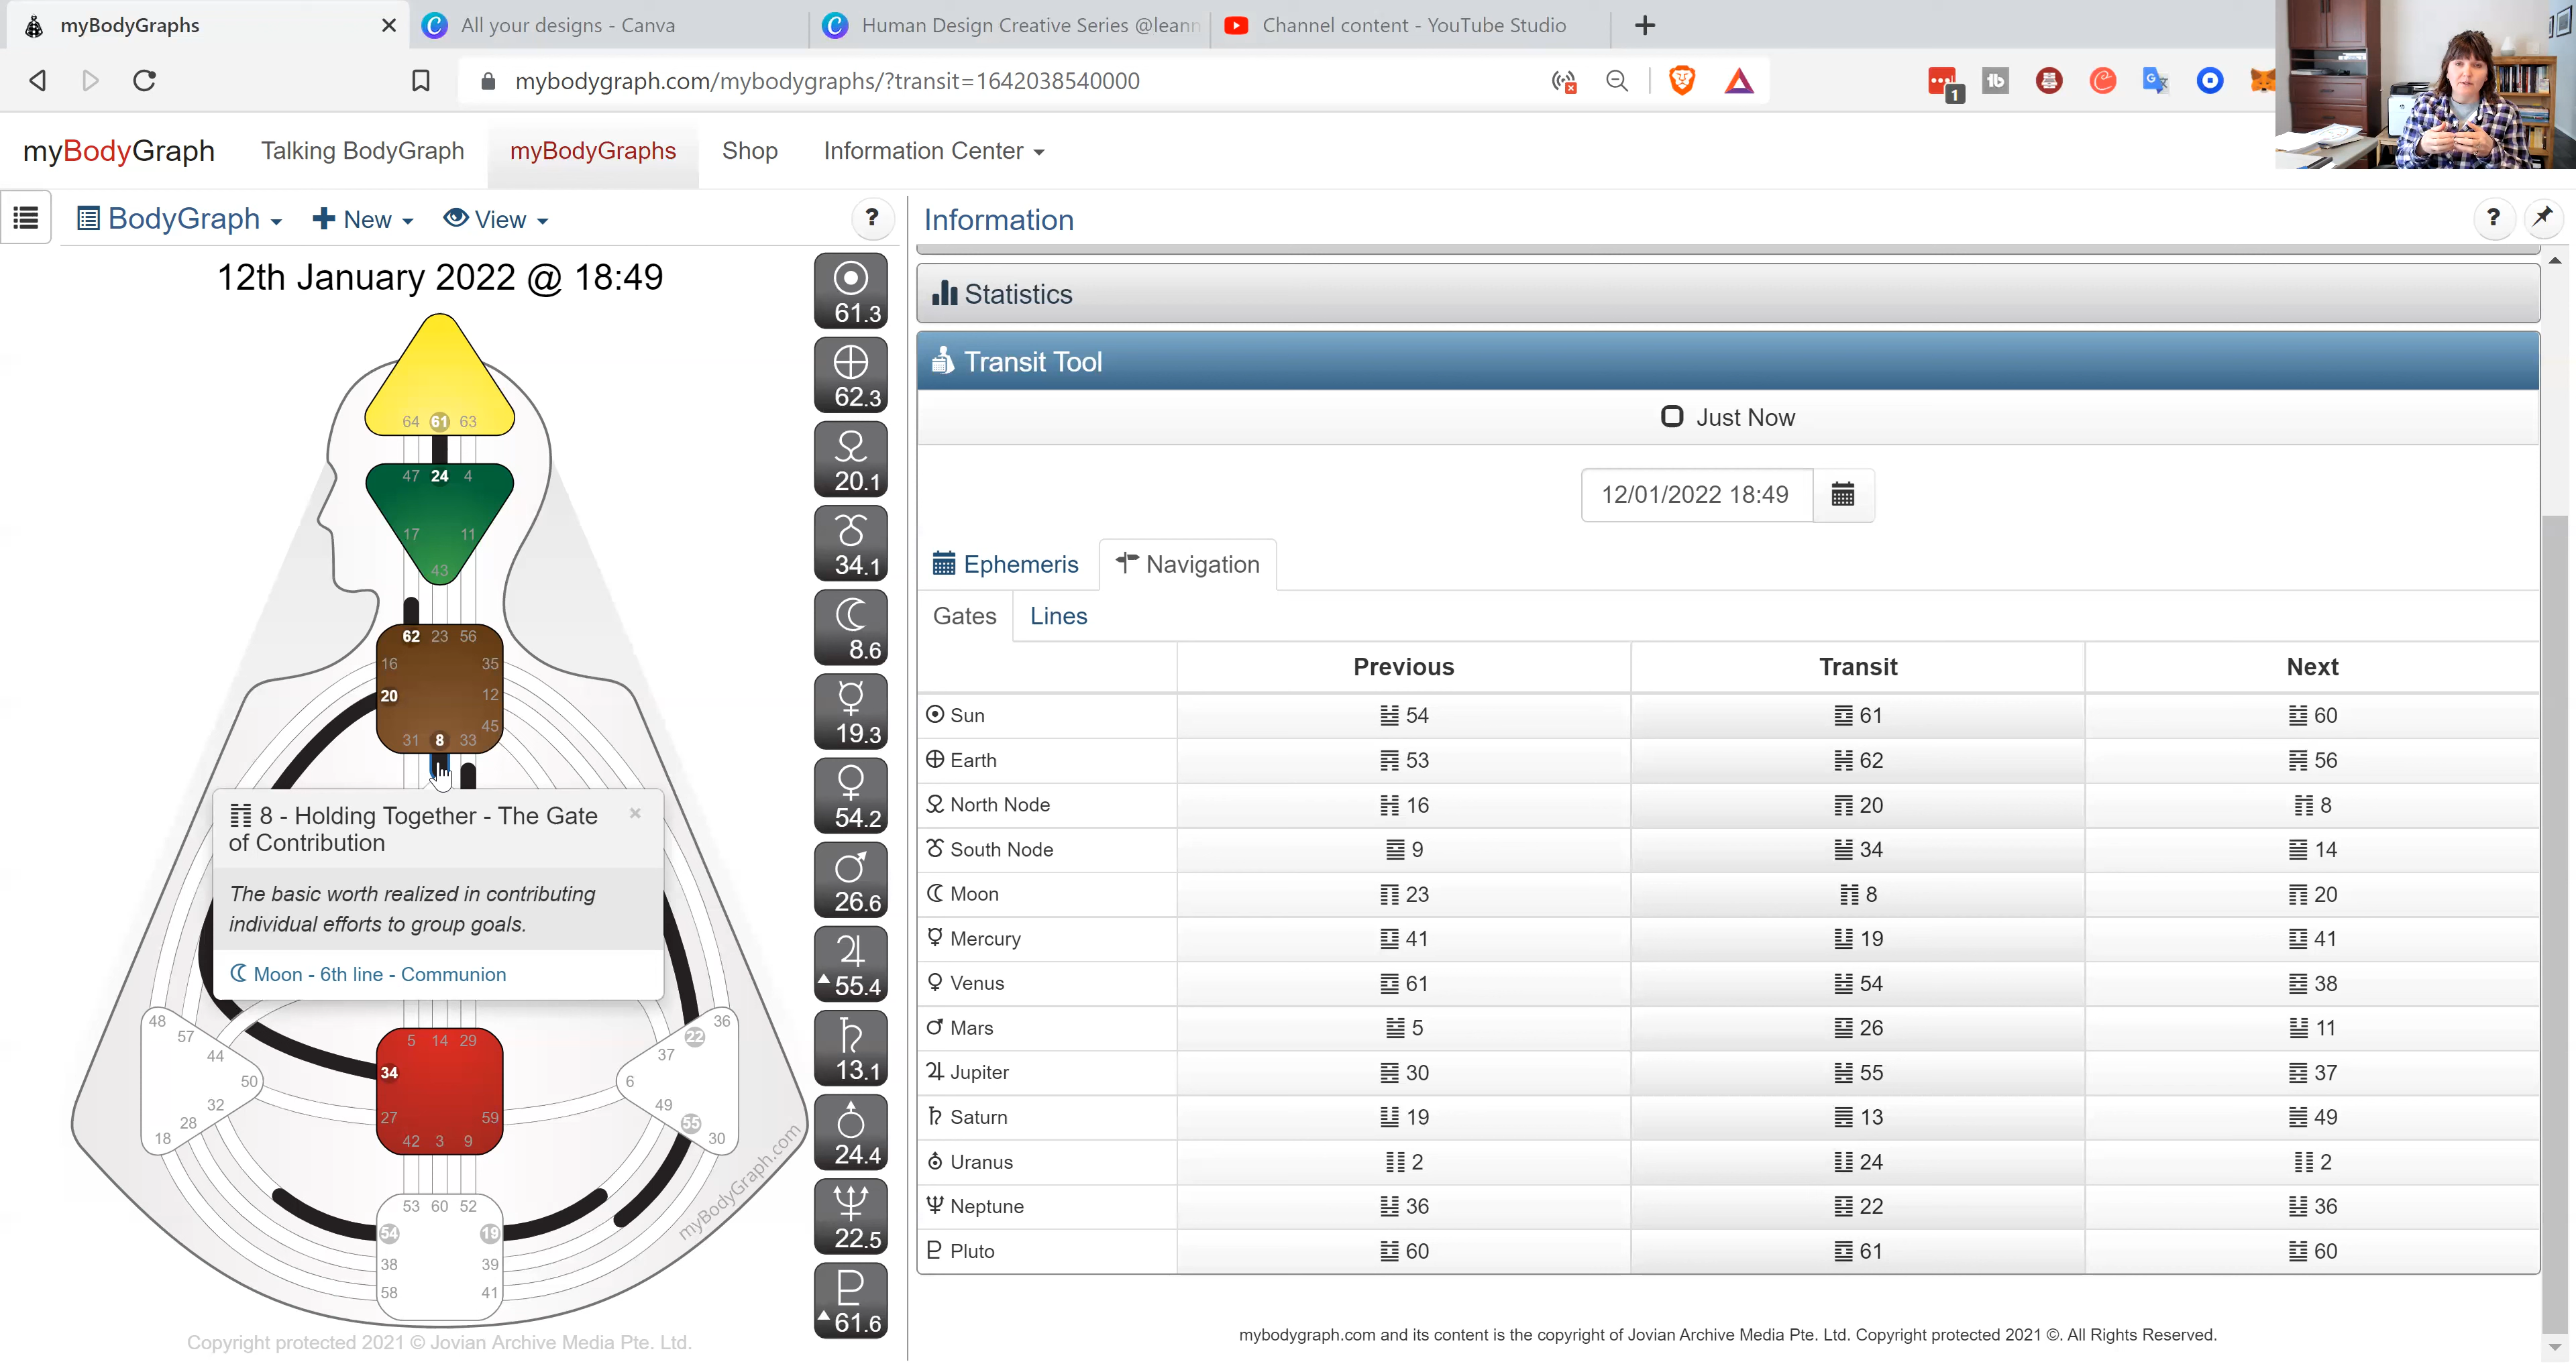 myBodyGraphs
All your designs - Canva
Human Design Creative Series @leann
Channel content - YouTube Studio
mybodygraph.com/mybodygraphs/?transit=1642038540000
1
tb
myBodyGraph
Talking BodyGraph
myBodyGraphs
Shop
Information Center
BodyGraph
New
View
?
Information
?
12th January 2022 @ 18:49
64 61 63
47 24 4
17 11
43
62 23 56
16 35
20 12
45
31 8 33
8 - Holding Together - The Gate
of Contribution
×
The basic worth realized in contributing
individual efforts to group goals.
Moon - 6th line - Communion
48
57
44
50
32
28
18
5 14 29
34
27 59
42 3 9
36
22
37
6
49
55
30
53 60 52
54 19
38 39
58 41
myBodyGraph.com
Copyright protected 2021 © Jovian Archive Media Pte. Ltd.
61.3
62.3
20.1
34.1
8.6
19.3
54.2
26.6
55.4
13.1
24.4
22.5
61.6
Statistics
Transit Tool
Just Now
12/01/2022 18:49
Ephemeris
Navigation
Gates
Lines
Previous Transit Next
Sun 54 61 60
Earth 53 62 56
North Node 16 20 8
South Node 9 34 14
Moon 23 8 20
Mercury 41 19 41
Venus 61 54 38
Mars 5 26 11
Jupiter 30 55 37
Saturn 19 13 49
Uranus 2 24 2
Neptune 36 22 36
Pluto 60 61 60
mybodygraph.com and its content is the copyright of Jovian Archive Media Pte. Ltd. Copyright protected 2021 ©. All Rights Reserved.